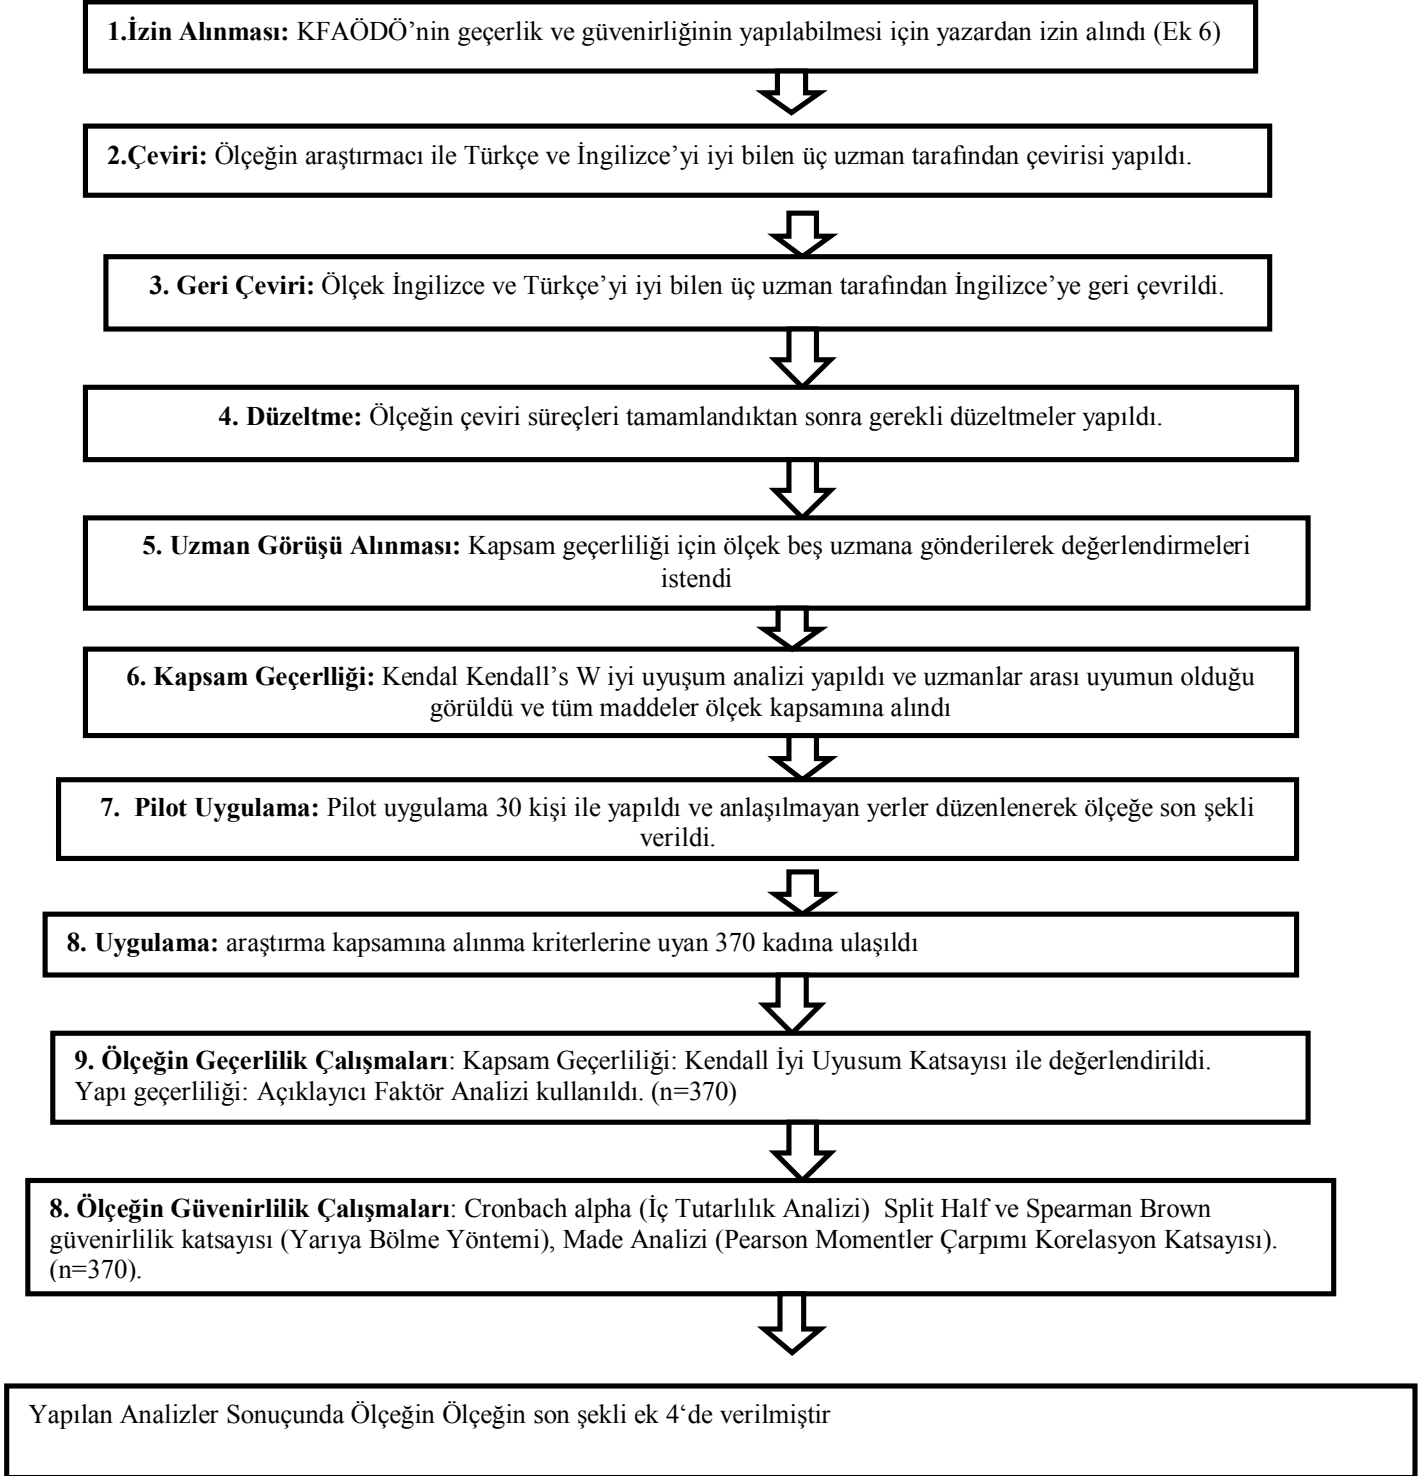 1.İzin Alınması: KFAÖDÖ’nin geçerlik ve güvenirliğinin yapılabilmesi için yazardan izin alındı (Ek 6)
2.Çeviri: Ölçeğin araştırmacı ile Türkçe ve İngilizce’yi iyi bilen üç uzman tarafından çevirisi yapıldı.
3. Geri Çeviri: Ölçek İngilizce ve Türkçe’yi iyi bilen üç uzman tarafından İngilizce’ye geri çevrildi.
4. Düzeltme: Ölçeğin çeviri süreçleri tamamlandıktan sonra gerekli düzeltmeler yapıldı.
5. Uzman Görüşü Alınması: Kapsam geçerliliği için ölçek beş uzmana gönderilerek değerlendirmeleri
istendi
6. Kapsam Geçerlliği: Kendal Kendall’s W iyi uyuşum analizi yapıldı ve uzmanlar arası uyumun olduğu
görüldü ve tüm maddeler ölçek kapsamına alındı
7. Pilot Uygulama: Pilot uygulama 30 kişi ile yapıldı ve anlaşılmayan yerler düzenlenerek ölçeğe son şekli
verildi.
8. Uygulama: araştırma kapsamına alınma kriterlerine uyan 370 kadına ulaşıldı
9. Ölçeğin Geçerlilik Çalışmaları: Kapsam Geçerliliği: Kendall İyi Uyusum Katsayısı ile değerlendirildi.
Yapı geçerliliği: Açıklayıcı Faktör Analizi kullanıldı. (n=370)
8. Ölçeğin Güvenirlilik Çalışmaları: Cronbach alpha (İç Tutarlılık Analizi) Split Half ve Spearman Brown
güvenirlilik katsayısı (Yarıya Bölme Yöntemi), Made Analizi (Pearson Momentler Çarpımı Korelasyon Katsayısı).
(n=370).
Yapılan Analizler Sonuçunda Ölçeğin Ölçeğin son şekli ek 4‘de verilmiştir